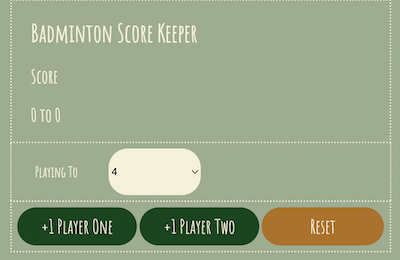 Badminton Score Keeper
Score
0 to 0
Playing To
4
+1 Player One
+1 Player Two
Reset